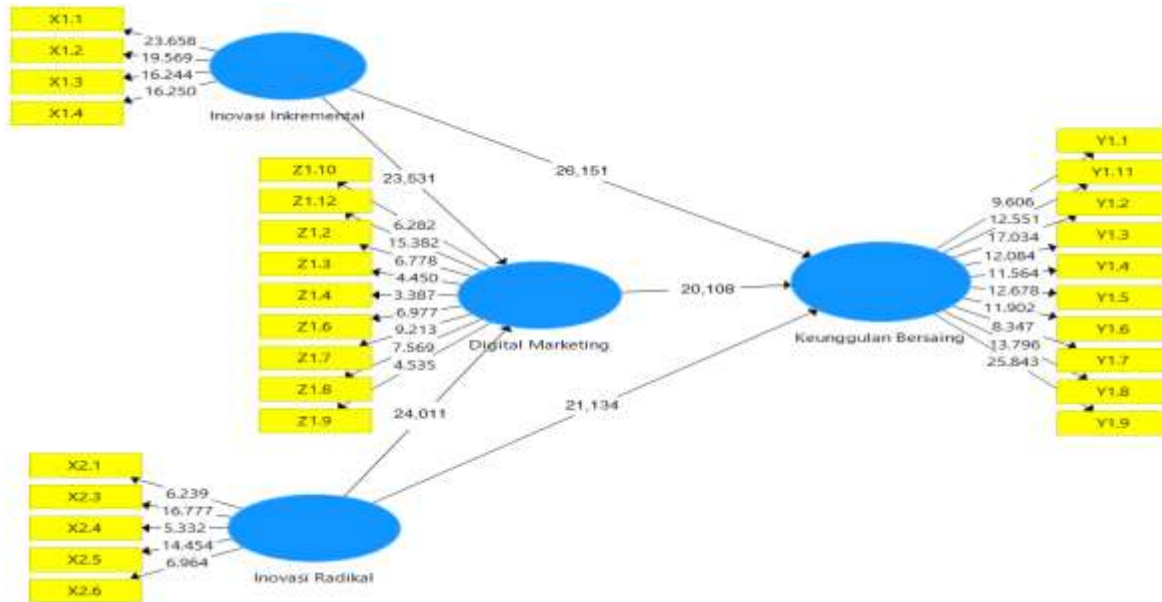 X1.1
X1.2
X1.3
X1.4
23.658
19.569
16.244
16.250
Inovasi Inkremental
23,531
26,151
Z1.10
Z1.12
Z1.2
Z1.3
Z1.4
Z1.6
Z1.7
Z1.8
Z1.9
6.282
15.382
6.778
4.450
3.387
6.977
9.213
7.569
4.535
Digital Marketing
20,108
24,011
21,134
Keunggulan Bersaing
9.606
12.551
17.034
12.084
11.564
12.678
11.902
8.347
13.796
25.843
Y1.1
Y1.11
Y1.2
Y1.3
Y1.4
Y1.5
Y1.6
Y1.7
Y1.8
Y1.9
X2.1
X2.3
X2.4
X2.5
X2.6
6.239
16.777
5.332
14.454
6.964
Inovasi Radikal